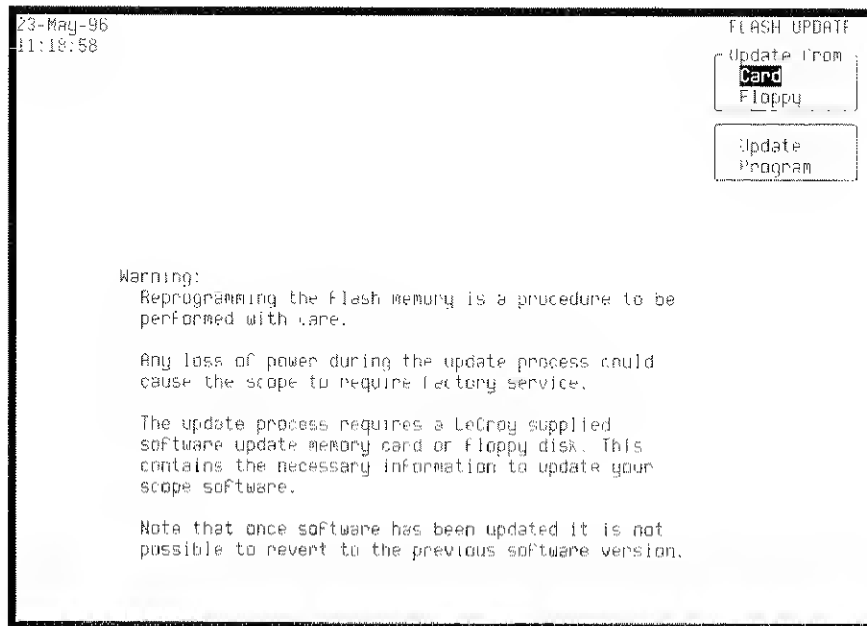 23-May-96
11:18:58
FLASH UPDATE
Update from
Card
Floppy
Update
Program
Warning:
Reprogramming the flash memory is a procedure to be
performed with care.
Any loss of power during the update process could
cause the scope to require factory service.
The update process requires a LeCroy supplied
software update memory card or floppy disk. This
contains the necessary information to update your
scope software.
Note that once software has been updated it is not
possible to revert to the previous software version.